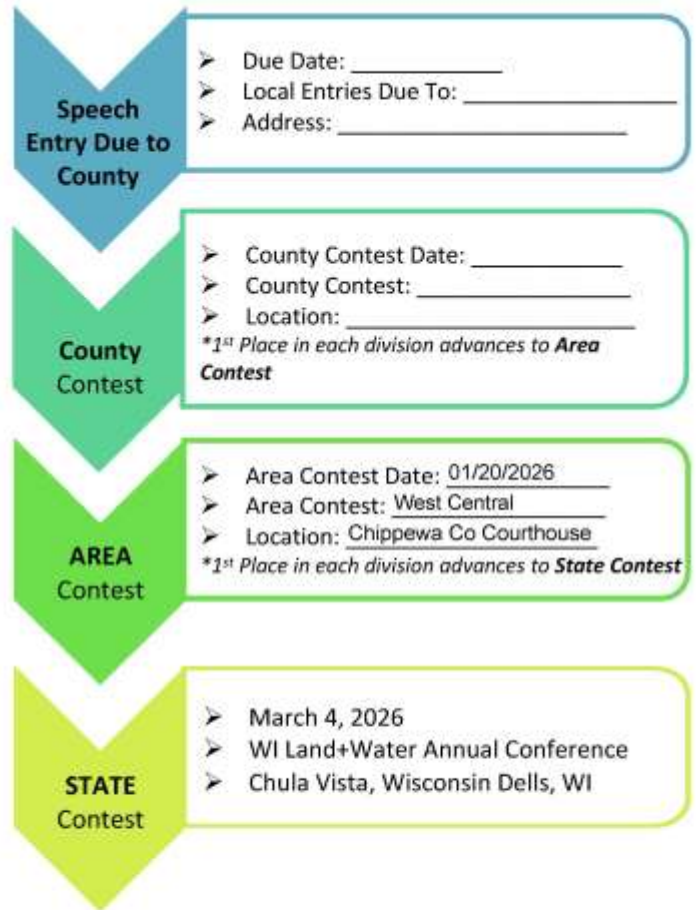 Speech
Entry Due to
County
➢ Due Date: ____________
➢ Local Entries Due To: _________________
➢ Address: _______________________
County
Contest
➢ County Contest Date: ____________
➢ County Contest: _________________
➢ Location: _______________________
*1st Place in each division advances to Area
Contest
AREA
Contest
➢ Area Contest Date: 01/20/2026
➢ Area Contest: West Central
➢ Location: Chippewa Co Courthouse
*1st Place in each division advances to State Contest
STATE
Contest
➢ March 4, 2026
➢ WI Land+Water Annual Conference
➢ Chula Vista, Wisconsin Dells, WI